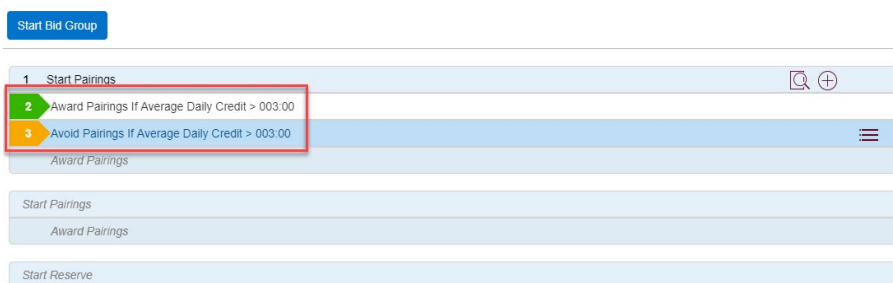 Start Bid Group
1 Start Pairings
2 Award Pairings If Average Daily Credit > 003:00
3 Avoid Pairings If Average Daily Credit > 003:00
Award Pairings
Start Pairings
Award Pairings
Start Reserve